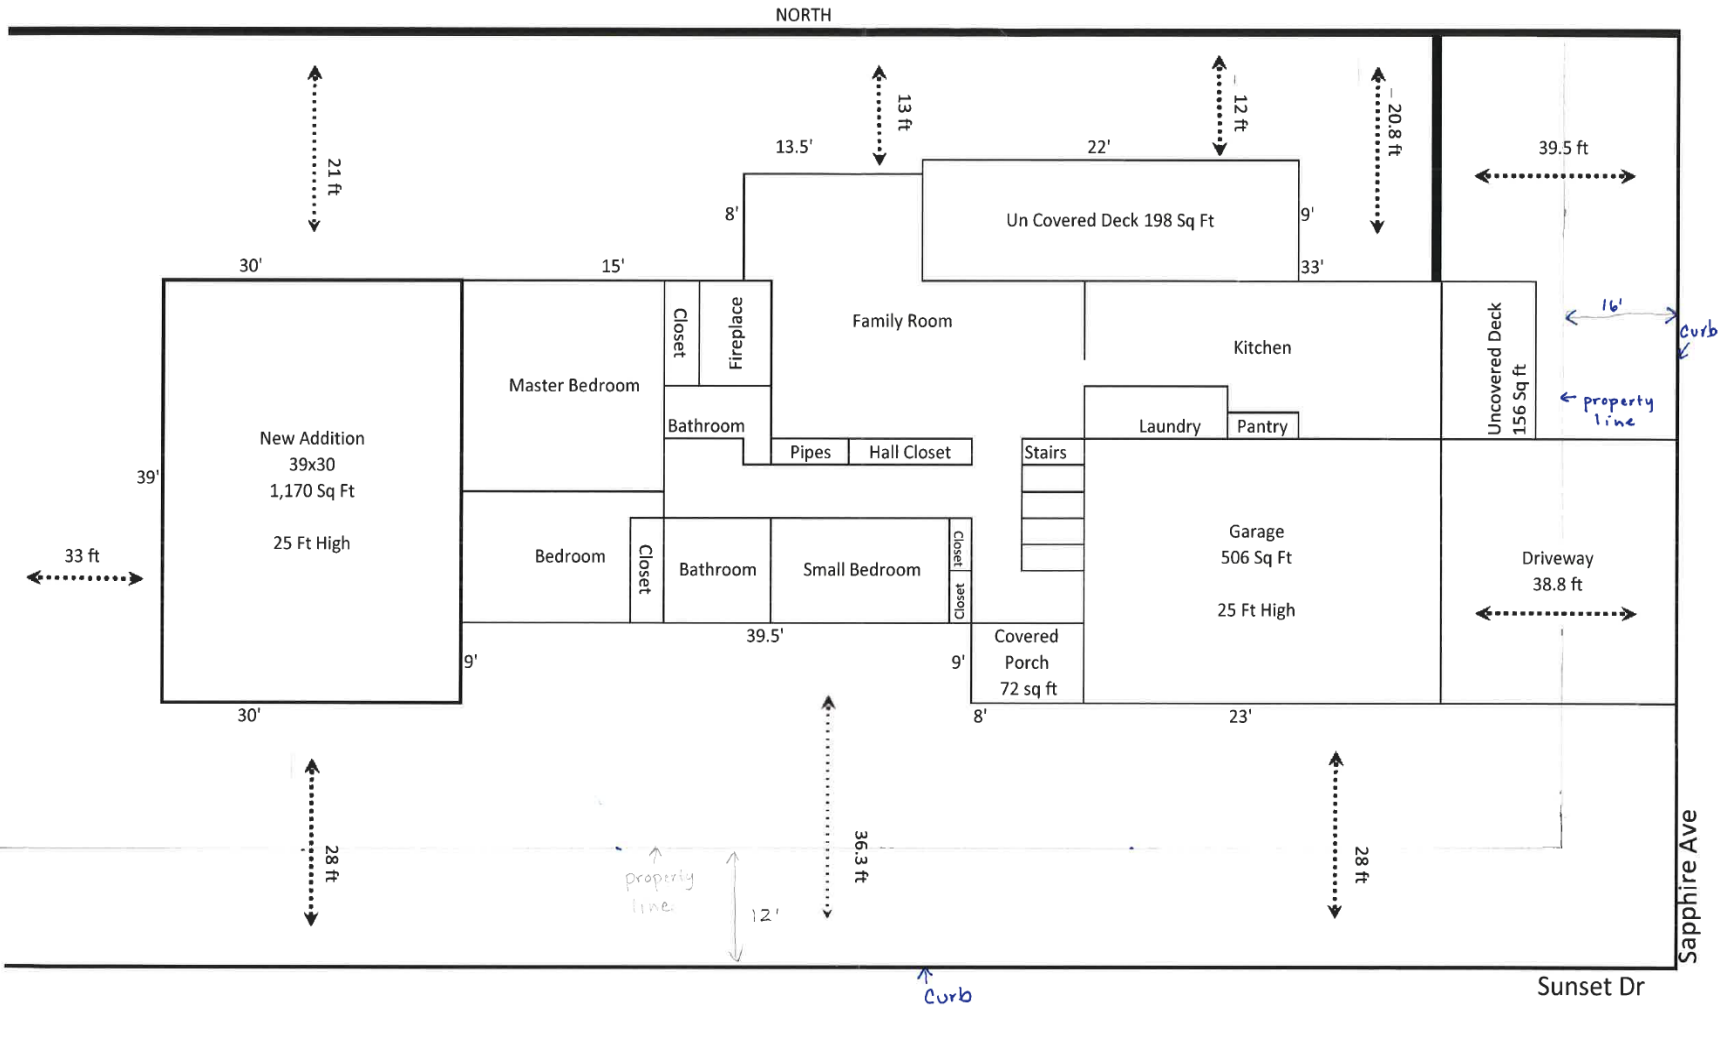 NORTH
21 ft
13 ft
12 ft
20.8 ft
39.5 ft
13.5'
22'
8'
Un Covered Deck 198 Sq Ft
9'
33'
30'
15'
16'
Curb
property
line
Closet
Fireplace
Family Room
Kitchen
Uncovered Deck
156 Sq ft
Master Bedroom
Bathroom
Laundry
Pantry
Pipes
Hall Closet
Stairs
New Addition
39x30
1,170 Sq Ft
25 Ft High
39'
33 ft
Bedroom
Closet
Bathroom
Small Bedroom
Closet
Closet
Garage
506 Sq Ft
25 Ft High
Driveway
38.8 ft
39.5'
9'
9'
Covered
Porch
72 sq ft
30'
8'
23'
28 ft
36.3 ft
28 ft
property
line
12'
Sapphire Ave
Curb
Sunset Dr